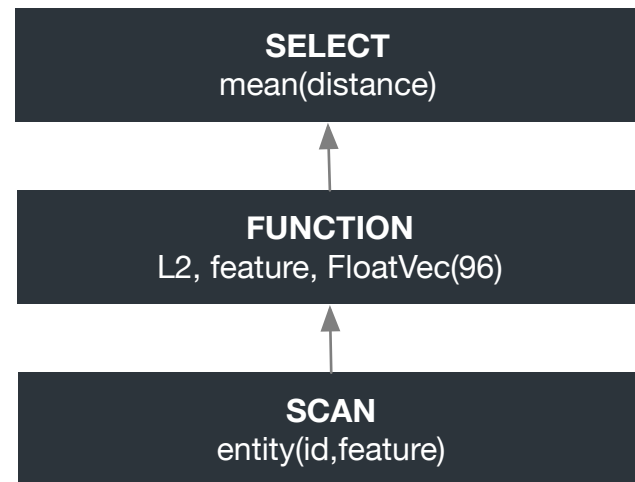 SELECT
mean(distance)
FUNCTION
L2, feature, FloatVec(96)
SCAN
entity(id,feature)